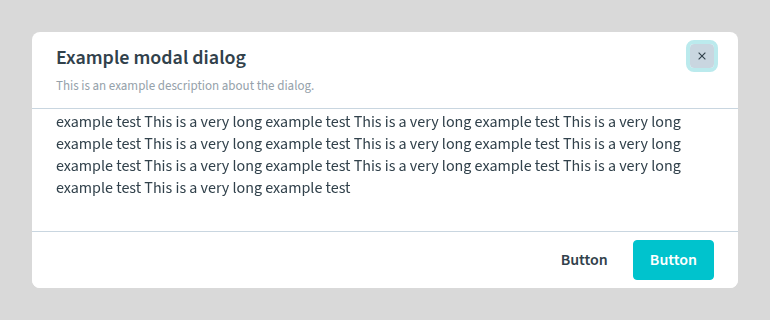 Example modal dialog
×
This is an example description about the dialog.
example test This is a very long example test This is a very long example test This is a very long
example test This is a very long example test This is a very long example test This is a very long
example test This is a very long example test This is a very long example test This is a very long
example test This is a very long example test
Button Button